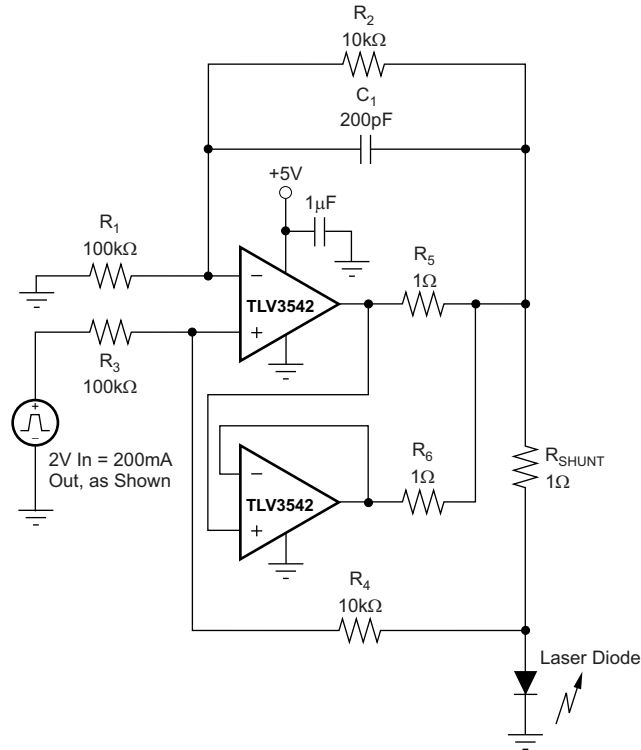 R2
10kΩ
C1
200pF
+5V
1μF
R1
100kΩ
−
TLV3542
+
R5
1Ω
R3
100kΩ
+
−
2V In = 200mA
Out, as Shown
−
TLV3542
+
R6
1Ω
RSHUNT
1Ω
R4
10kΩ
Laser Diode